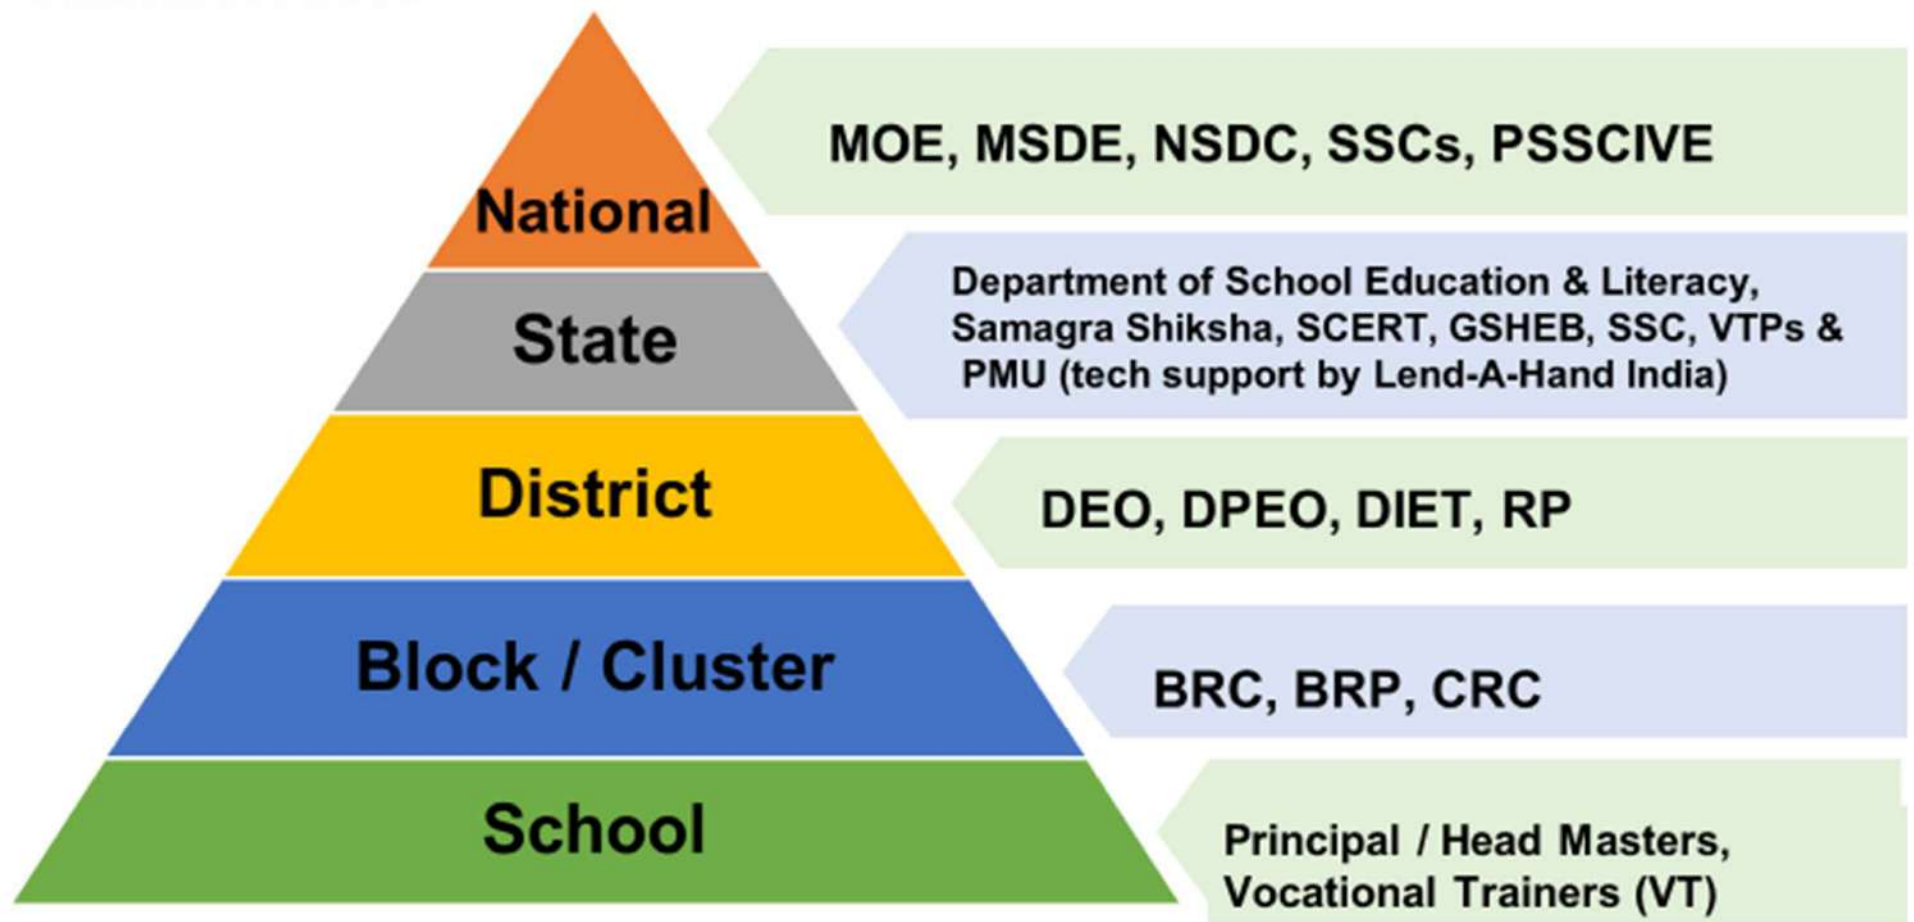 National
MOE, MSDE, NSDC, SSCs, PSSCIVE
State
Department of School Education & Literacy,
Samagra Shiksha, SCERT, GSHEB, SSC, VTPs &
PMU (tech support by Lend-A-Hand India)
District
DEO, DPEO, DIET, RP
Block / Cluster
BRC, BRP, CRC
School
Principal / Head Masters,
Vocational Trainers (VT)